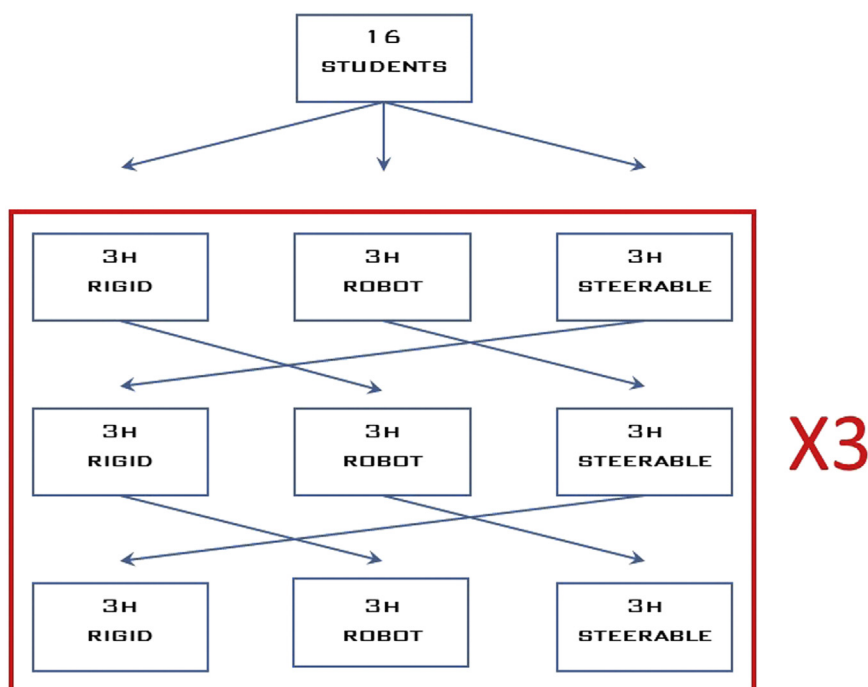 16
STUDENTS
3H
RIGID
3H
ROBOT
3H
STEERABLE
3H
RIGID
3H
ROBOT
3H
STEERABLE
X3
3H
RIGID
3H
ROBOT
3H
STEERABLE